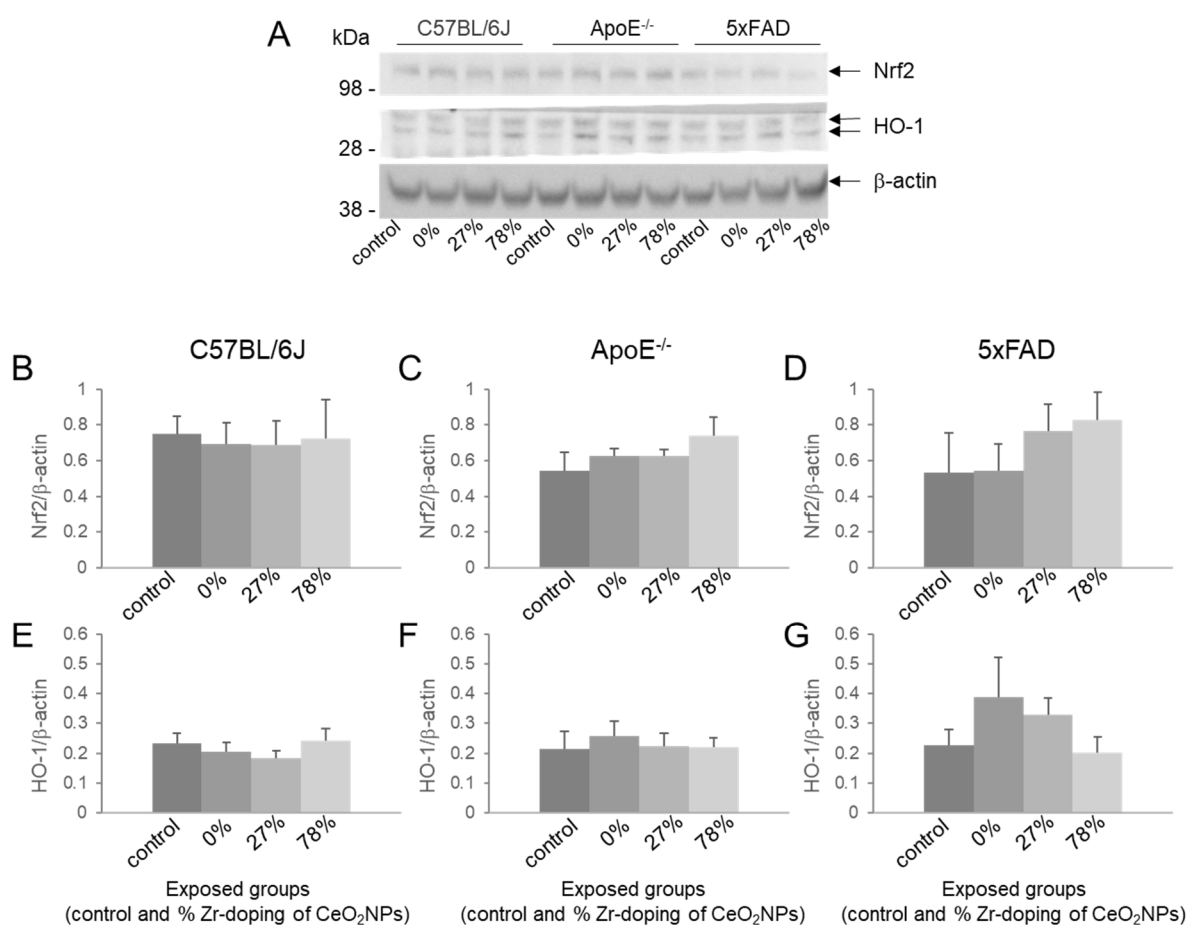 A
kDa
C57BL/6J
ApoE-/-
5xFAD
Nrf2
98 -
HO-1
28 -
β-actin
38 -
control 0% 27% 78% control 0% 27% 78% control 0% 27% 78%
B
C57BL/6J
1
0.8
0.6
0.4
0.2
0
Nrf2/β-actin
control 0% 27% 78%
C
ApoE-/-
1
0.8
0.6
0.4
0.2
0
Nrf2/β-actin
control 0% 27% 78%
D
5xFAD
1
0.8
0.6
0.4
0.2
0
Nrf2/β-actin
control 0% 27% 78%
E
0.6
0.5
0.4
0.3
0.2
0.1
0
HO-1/β-actin
control 0% 27% 78%
Exposed groups
(control and % Zr-doping of CeO2NPs)
F
0.6
0.5
0.4
0.3
0.2
0.1
0
HO-1/β-actin
control 0% 27% 78%
Exposed groups
(control and % Zr-doping of CeO2NPs)
G
0.6
0.5
0.4
0.3
0.2
0.1
0
HO-1/β-actin
control 0% 27% 78%
Exposed groups
(control and % Zr-doping of CeO2NPs)